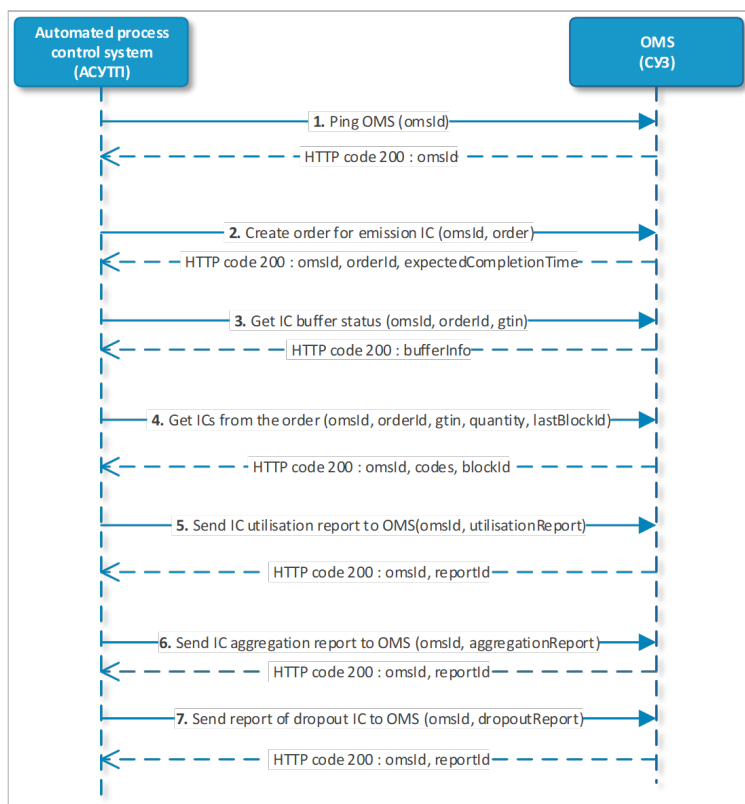 Automated process
control system
(АСУТП)
OMS
(СУЗ)
1. Ping OMS (omsId)
HTTP code 200 : omsId
2. Create order for emission IC (omsId, order)
HTTP code 200 : omsId, orderId, expectedCompletionTime
3. Get IC buffer status (omsId, orderId, gtin)
HTTP code 200 : bufferInfo
4. Get ICs from the order (omsId, orderId, gtin, quantity, lastBlockId)
HTTP code 200 : omsId, codes, blockId
5. Send IC utilisation report to OMS(omsId, utilisationReport)
HTTP code 200 : omsId, reportId
6. Send IC aggregation report to OMS (omsId, aggregationReport)
HTTP code 200 : omsId, reportId
7. Send report of dropout IC to OMS (omsId, dropoutReport)
HTTP code 200 : omsId, reportId